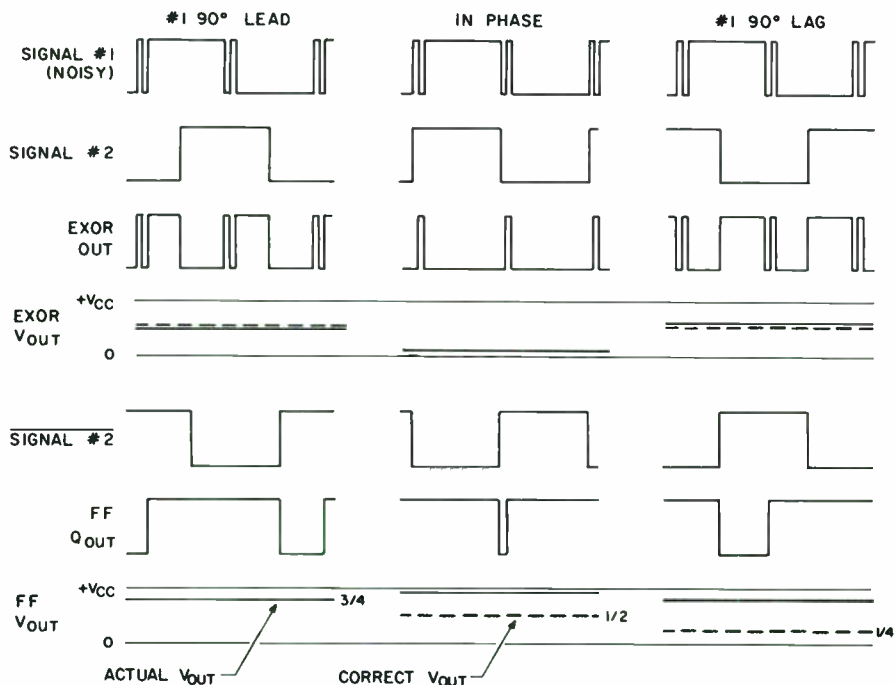 #1 90° LEAD
IN PHASE
#1 90° LAG
SIGNAL #1
(NOISY)
SIGNAL #2
EXOR
OUT
+VCC
EXOR
VOUT
0
SIGNAL #2
FF
QOUT
+VCC
FF
VOUT
0
3/4
1/2
1/4
ACTUAL VOUT
CORRECT VOUT